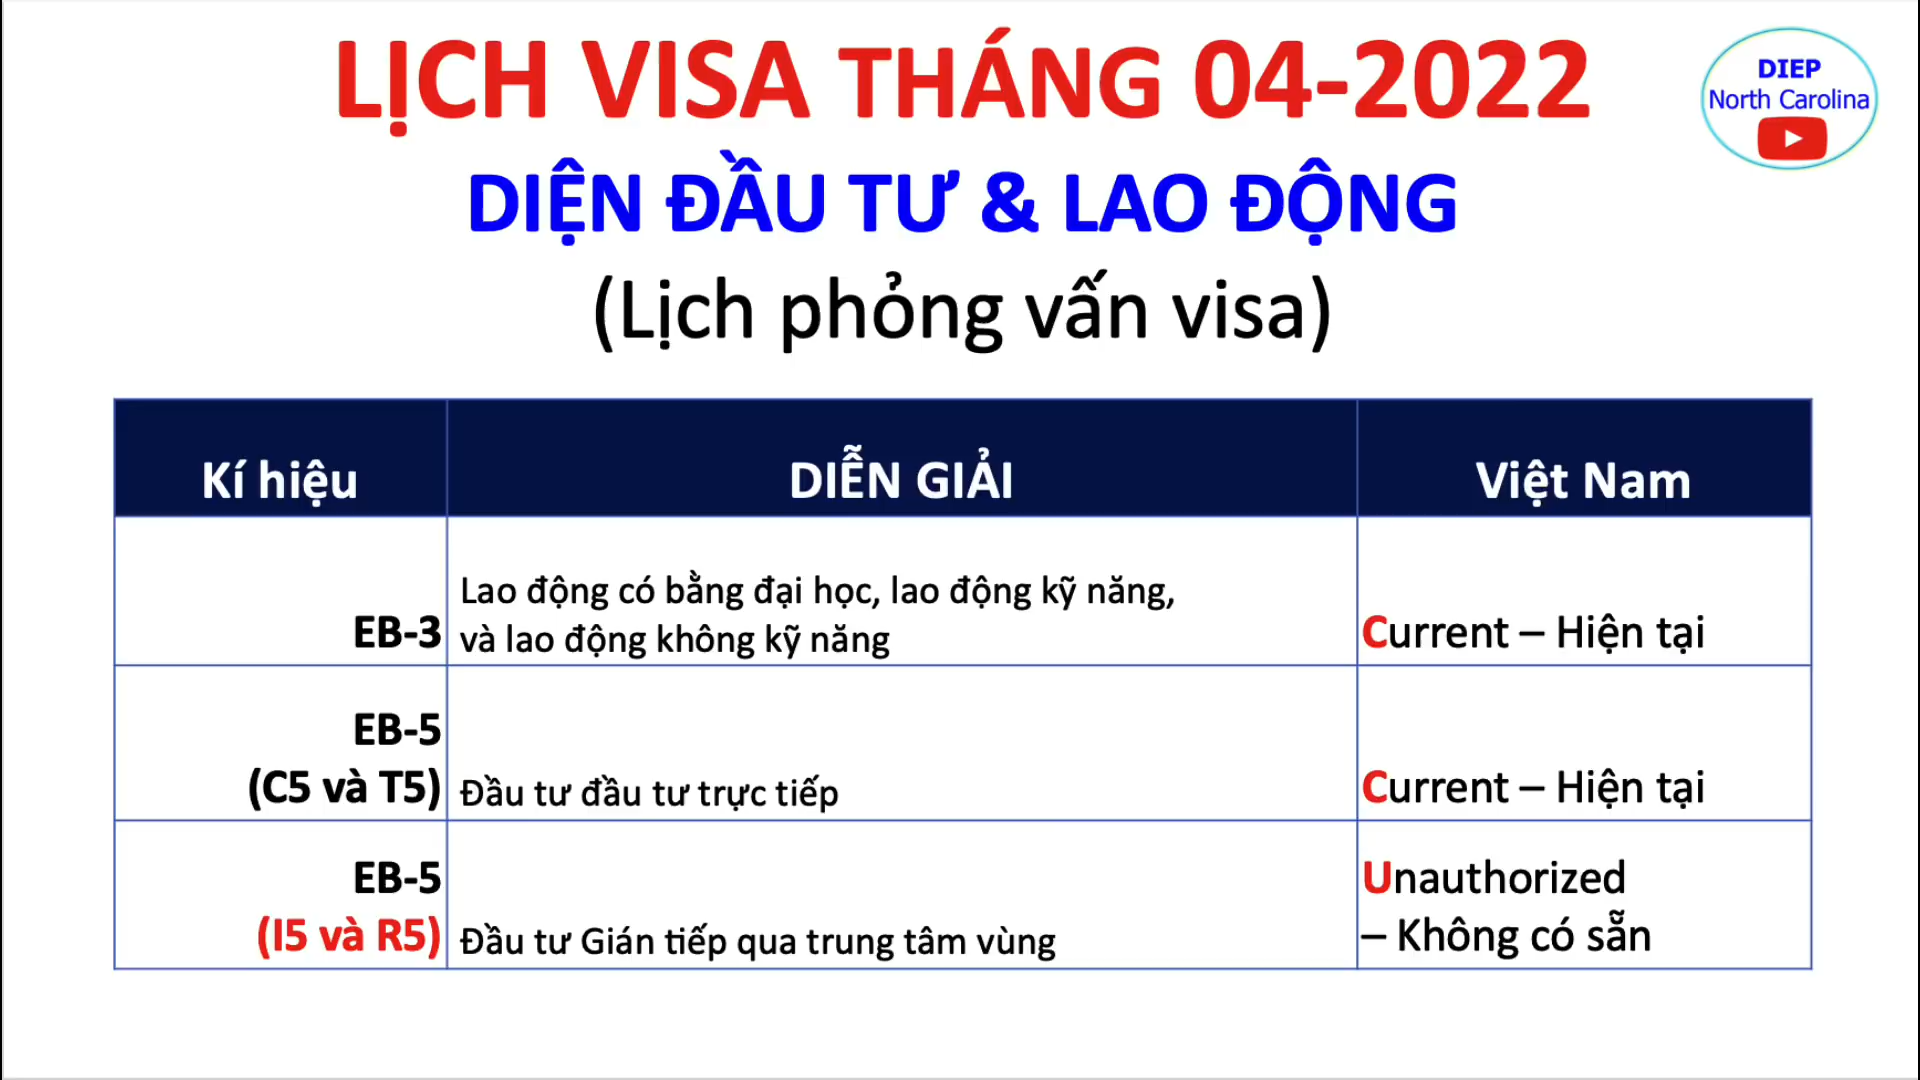 LỊCH VISA THÁNG 04-2022
DIỆN ĐẦU TƯ & LAO ĐỘNG
(Lịch phỏng vấn visa)
DIEP
North Carolina
Kí hiệu DIỄN GIẢI Việt Nam
EB-3
Lao động có bằng đại học, lao động kỹ năng,
và lao động không kỹ năng
Current – Hiện tại
EB-5
(C5 và T5)
Đầu tư đầu tư trực tiếp
Current – Hiện tại
EB-5
(I5 và R5)
Đầu tư Gián tiếp qua trung tâm vùng
Unauthorized
– Không có sẵn